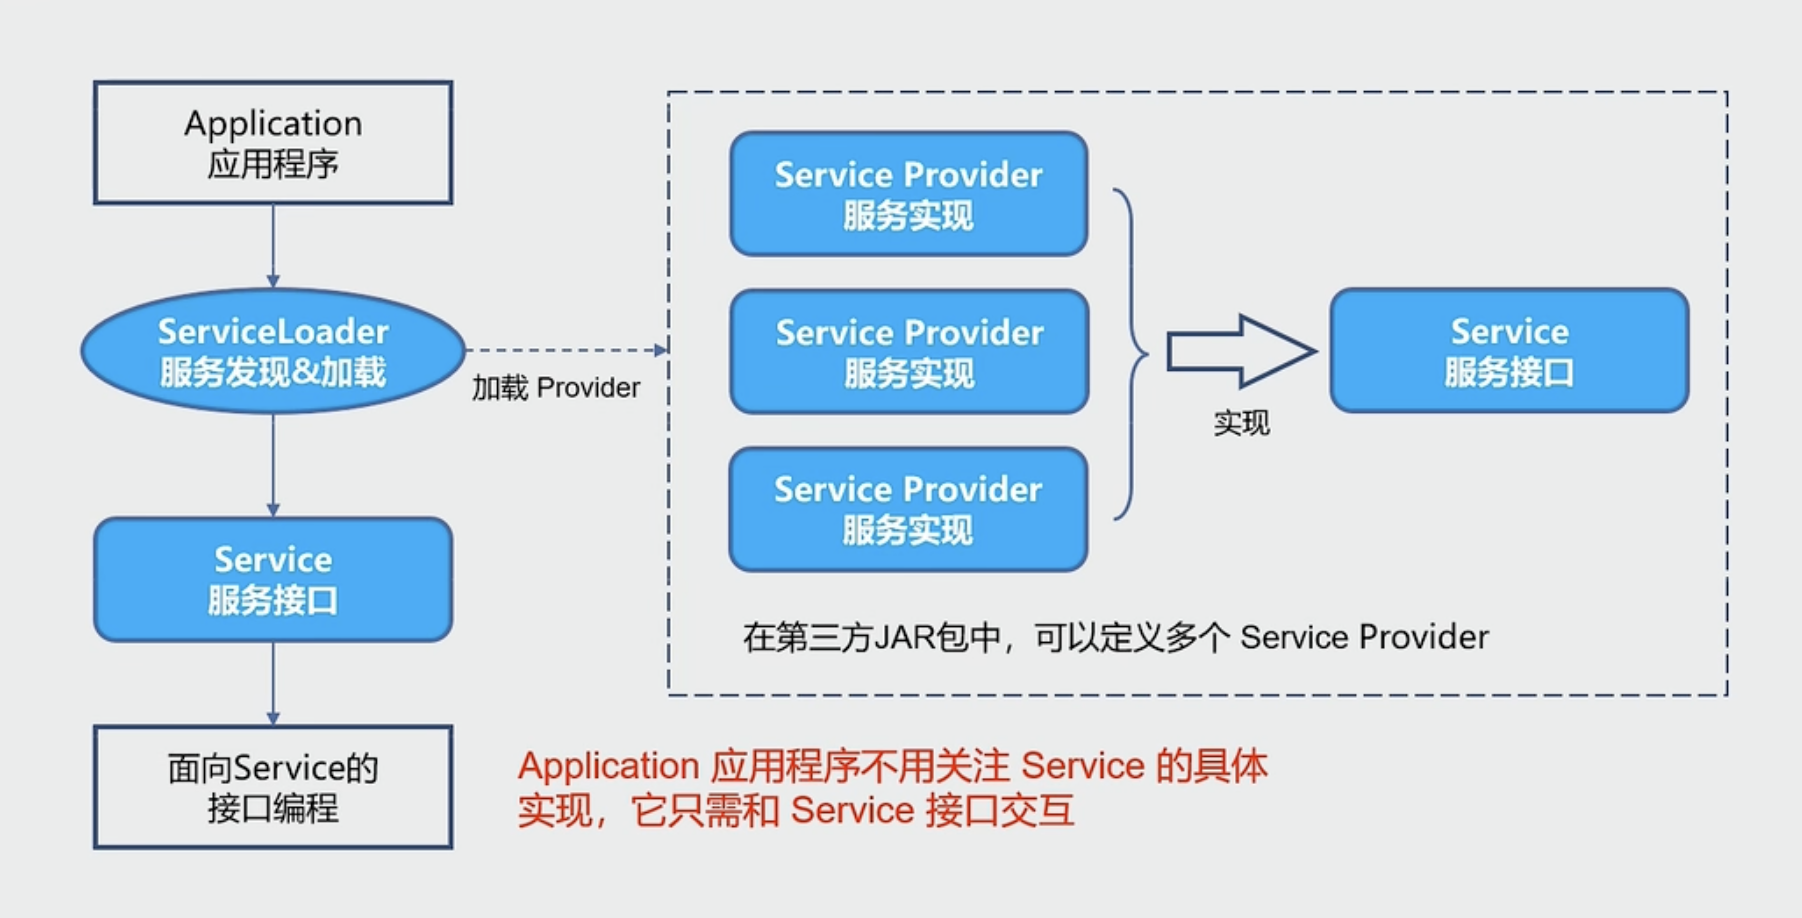 Application
应用程序
ServiceLoader
服务发现&加载
加载 Provider
Service
服务接口
面向Service的
接口编程
Service Provider
服务实现
Service Provider
服务实现
Service Provider
服务实现
实现
Service
服务接口
在第三方JAR包中，可以定义多个 Service Provider
Application 应用程序不用关注 Service 的具体
实现，它只需和 Service 接口交互